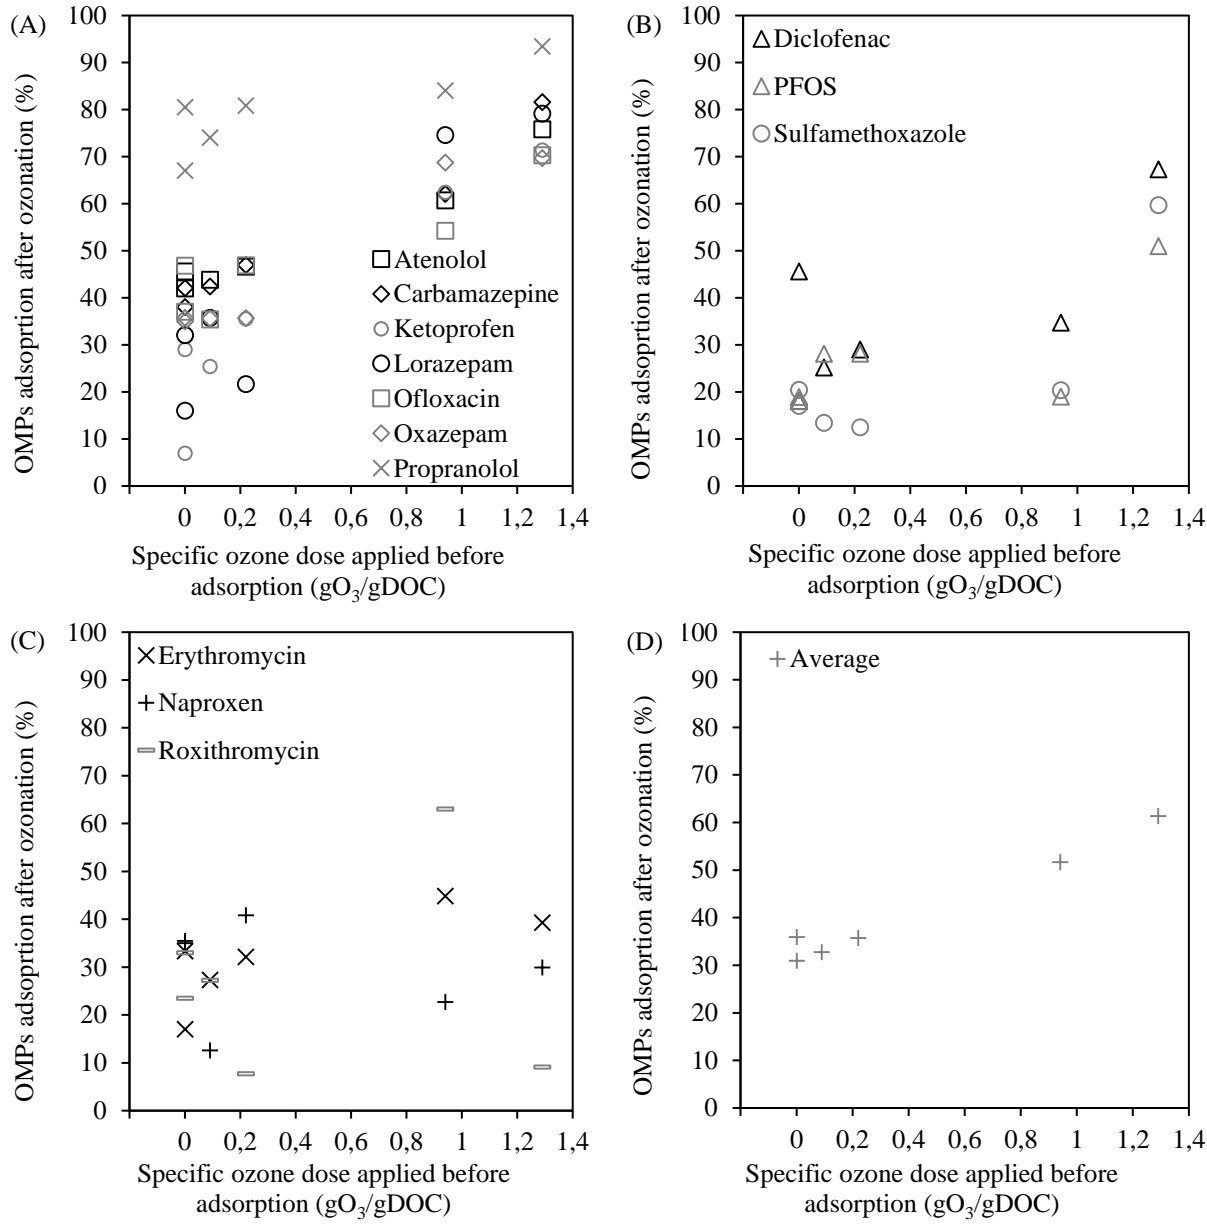 (A)
OMPs adsoprtion after ozonation (%)
100
90
80
70
60
50
40
30
20
10
0
Atenolol
Carbamazepine
Ketoprofen
Lorazepam
Ofloxacin
Oxazepam
Propranolol
0 0,2 0,4 0,6 0,8 1 1,2 1,4
Specific ozone dose applied before
adsorption (gO3/gDOC)
(B)
OMPs adsorption after ozonation (%)
100
90
80
70
60
50
40
30
20
10
0
Diclofenac
PFOS
Sulfamethoxazole
0 0,2 0,4 0,6 0,8 1 1,2 1,4
Specific ozone dose applied before
adsorption (gO3/gDOC)
(C)
OMPs adsoprtion after ozonation (%)
100
90
80
70
60
50
40
30
20
10
0
Erythromycin
Naproxen
Roxithromycin
0 0,2 0,4 0,6 0,8 1 1,2 1,4
Specific ozone dose applied before
adsorption (gO3/gDOC)
(D)
OMPs adsoprtion after ozonation (%)
100
90
80
70
60
50
40
30
20
10
0
Average
0 0,2 0,4 0,6 0,8 1 1,2 1,4
Specific ozone dose applied before
adsorption (gO3/gDOC)